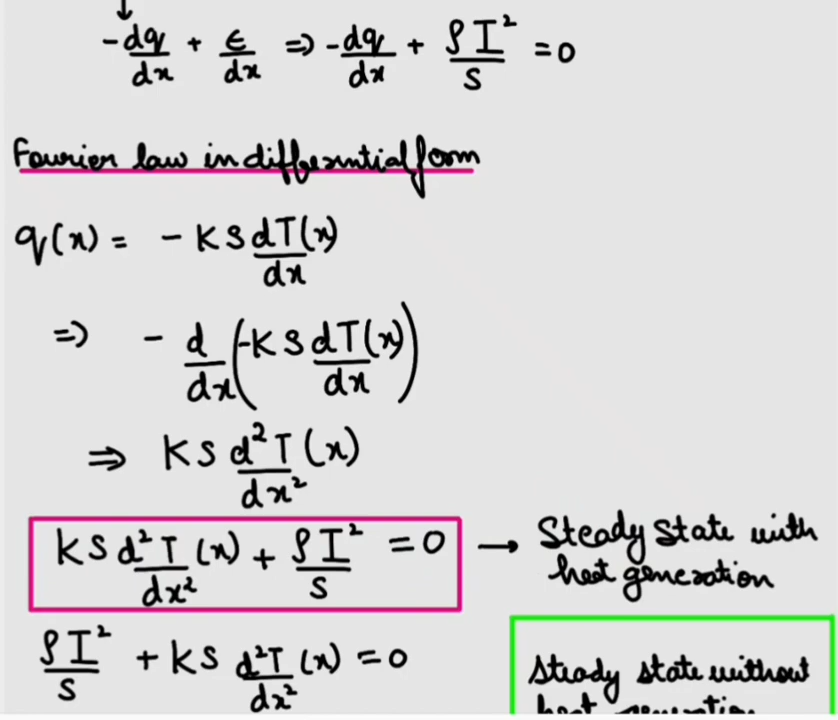 -dq/dx + ε/dx ⇒ -dq/dx + ρI²/S = 0
Fourier law in differential form
q(x) = - KS dT(x)/dx
⇒ - d/dx (-KS dT(x)/dx)
⇒ KS d²T(x)/dx²
KS d²T(x)/dx² + ρI²/S = 0 → Steady State with
heat generation
ρI²/S + KS d²T(x)/dx² = 0
Steady state without
heat generation